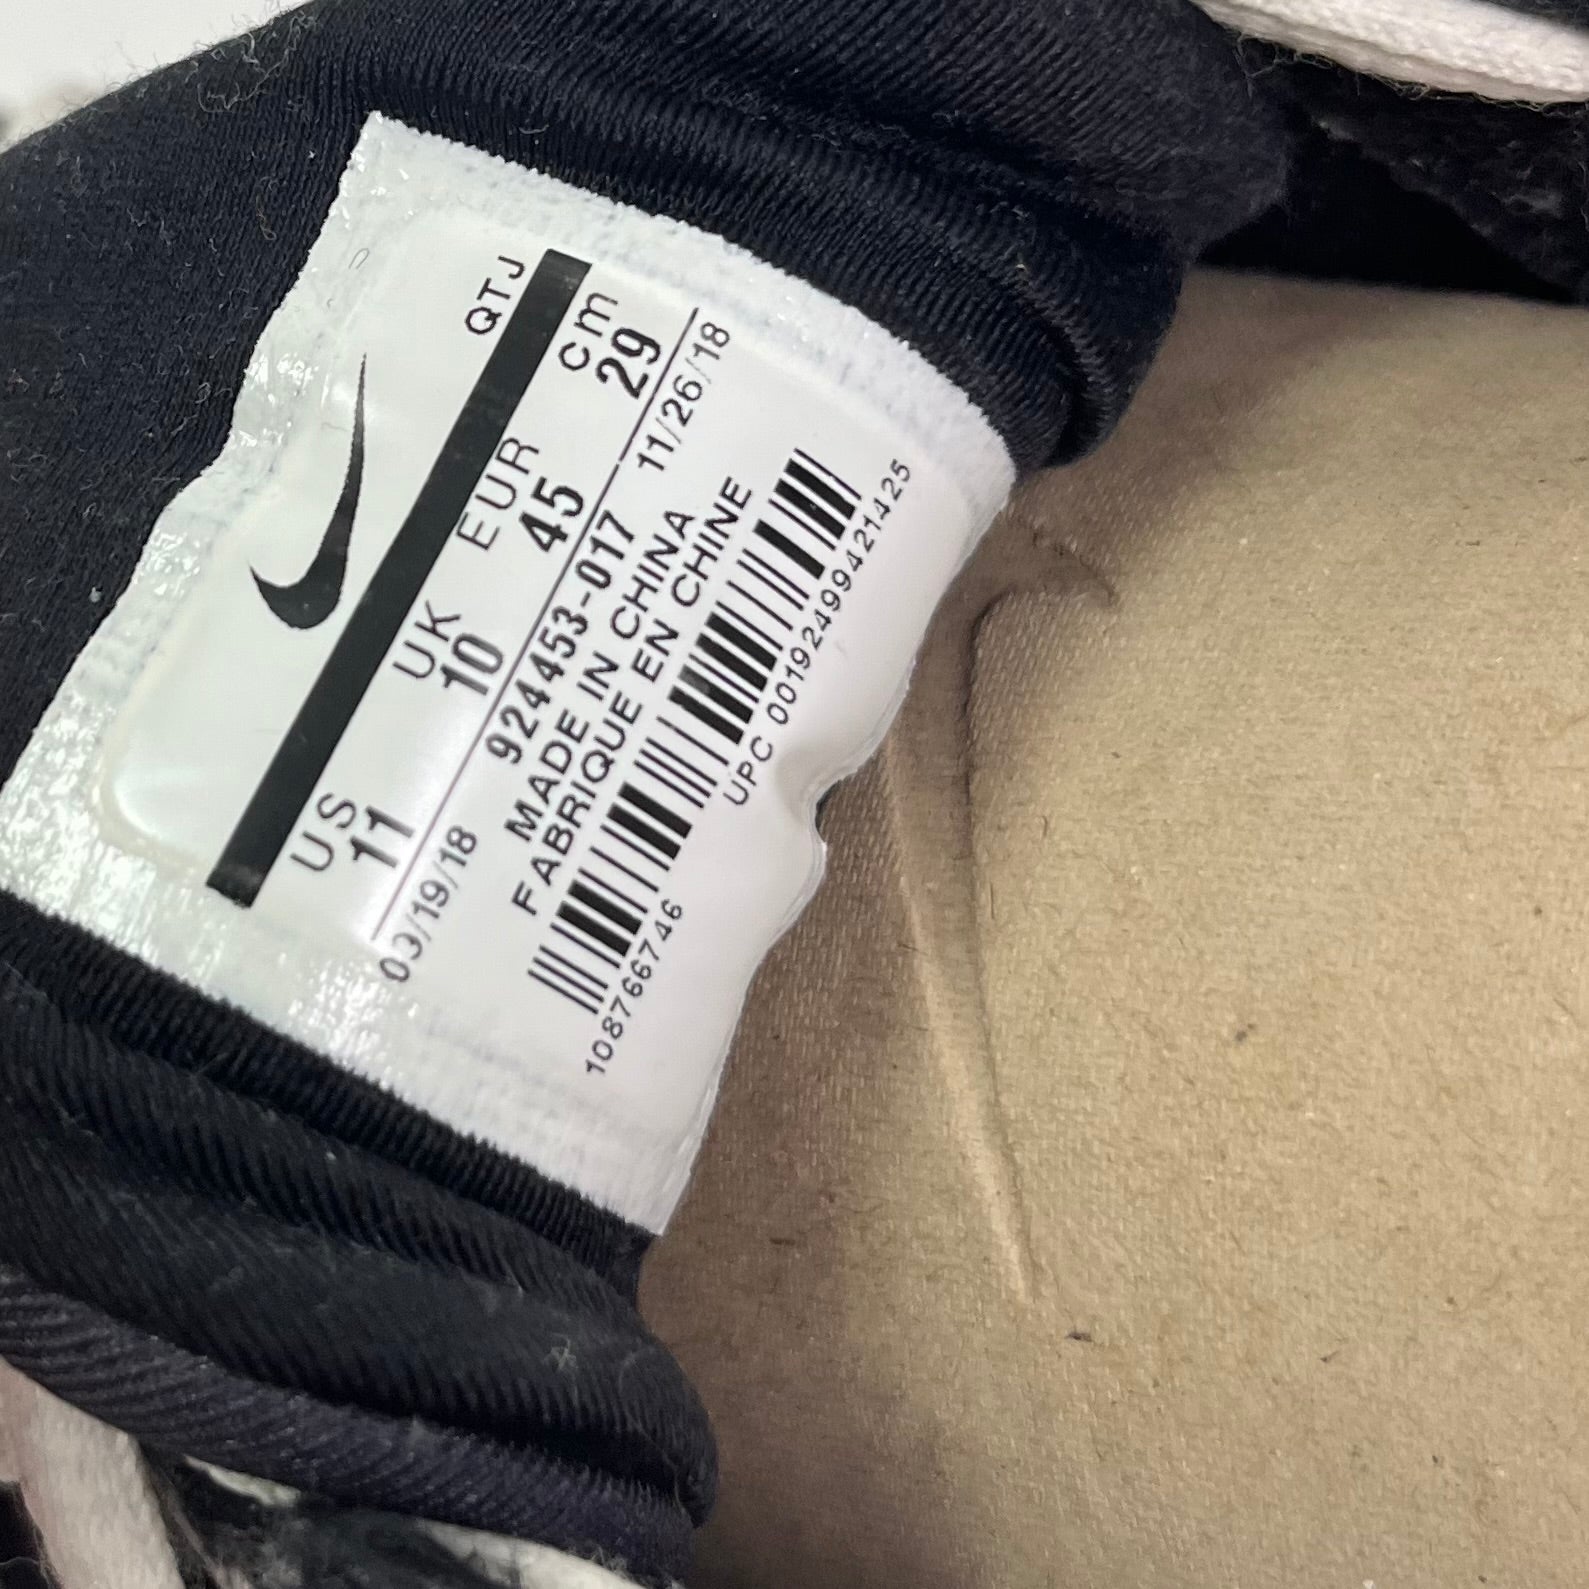 QTJ
US UK EUR cm
11 10 45 29
03/19/18 924453-017 11/26/18
MADE IN CHINA
FABRIQUE EN CHINE
108766746 UPC 00192499421425